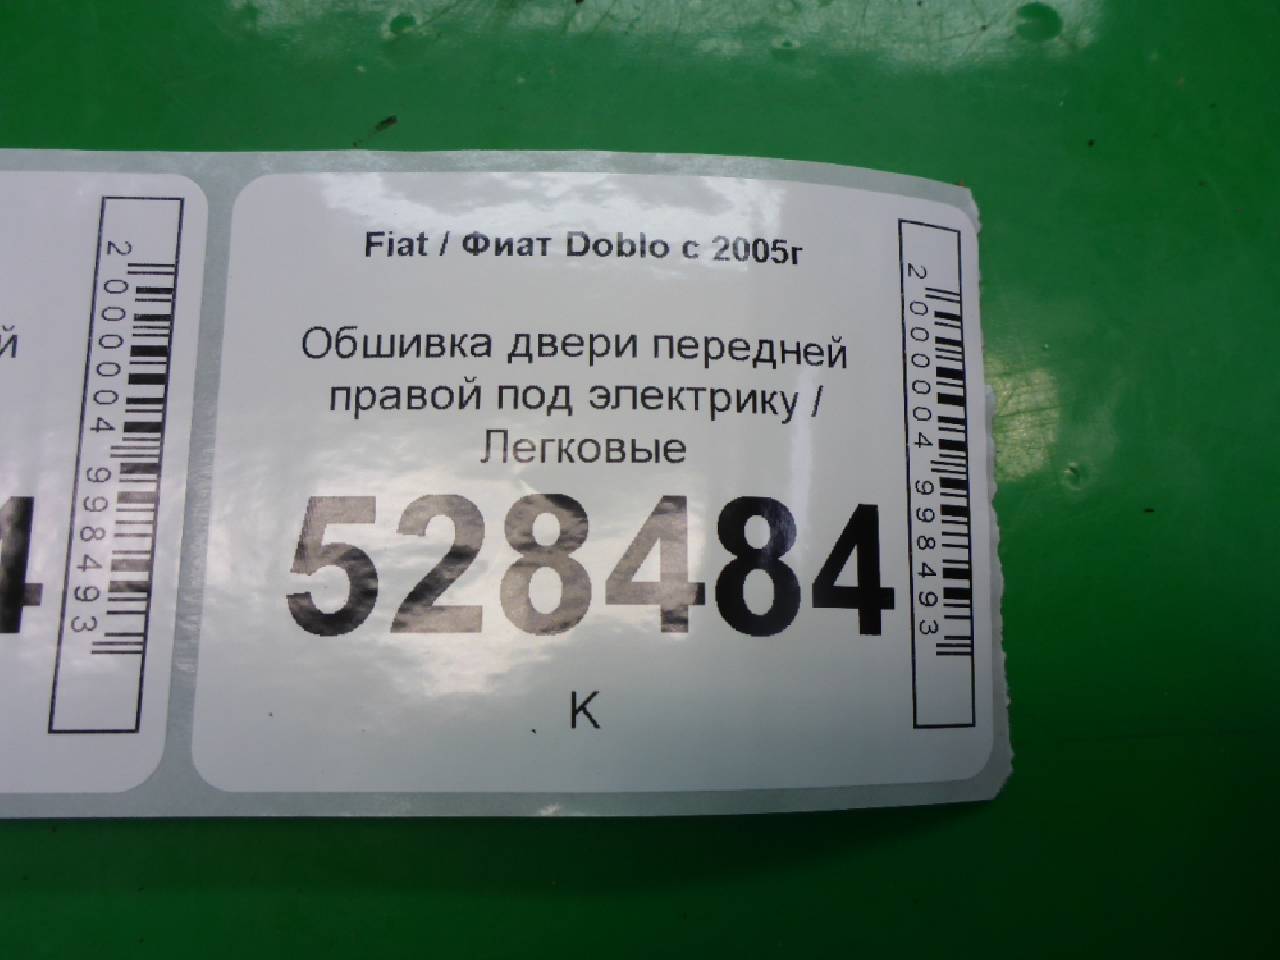 Fiat / Фиат Doblo с 2005г
Обшивка двери передней
правой под электрику /
Легковые
528484
К
2000004998493
2000004998493
й
4